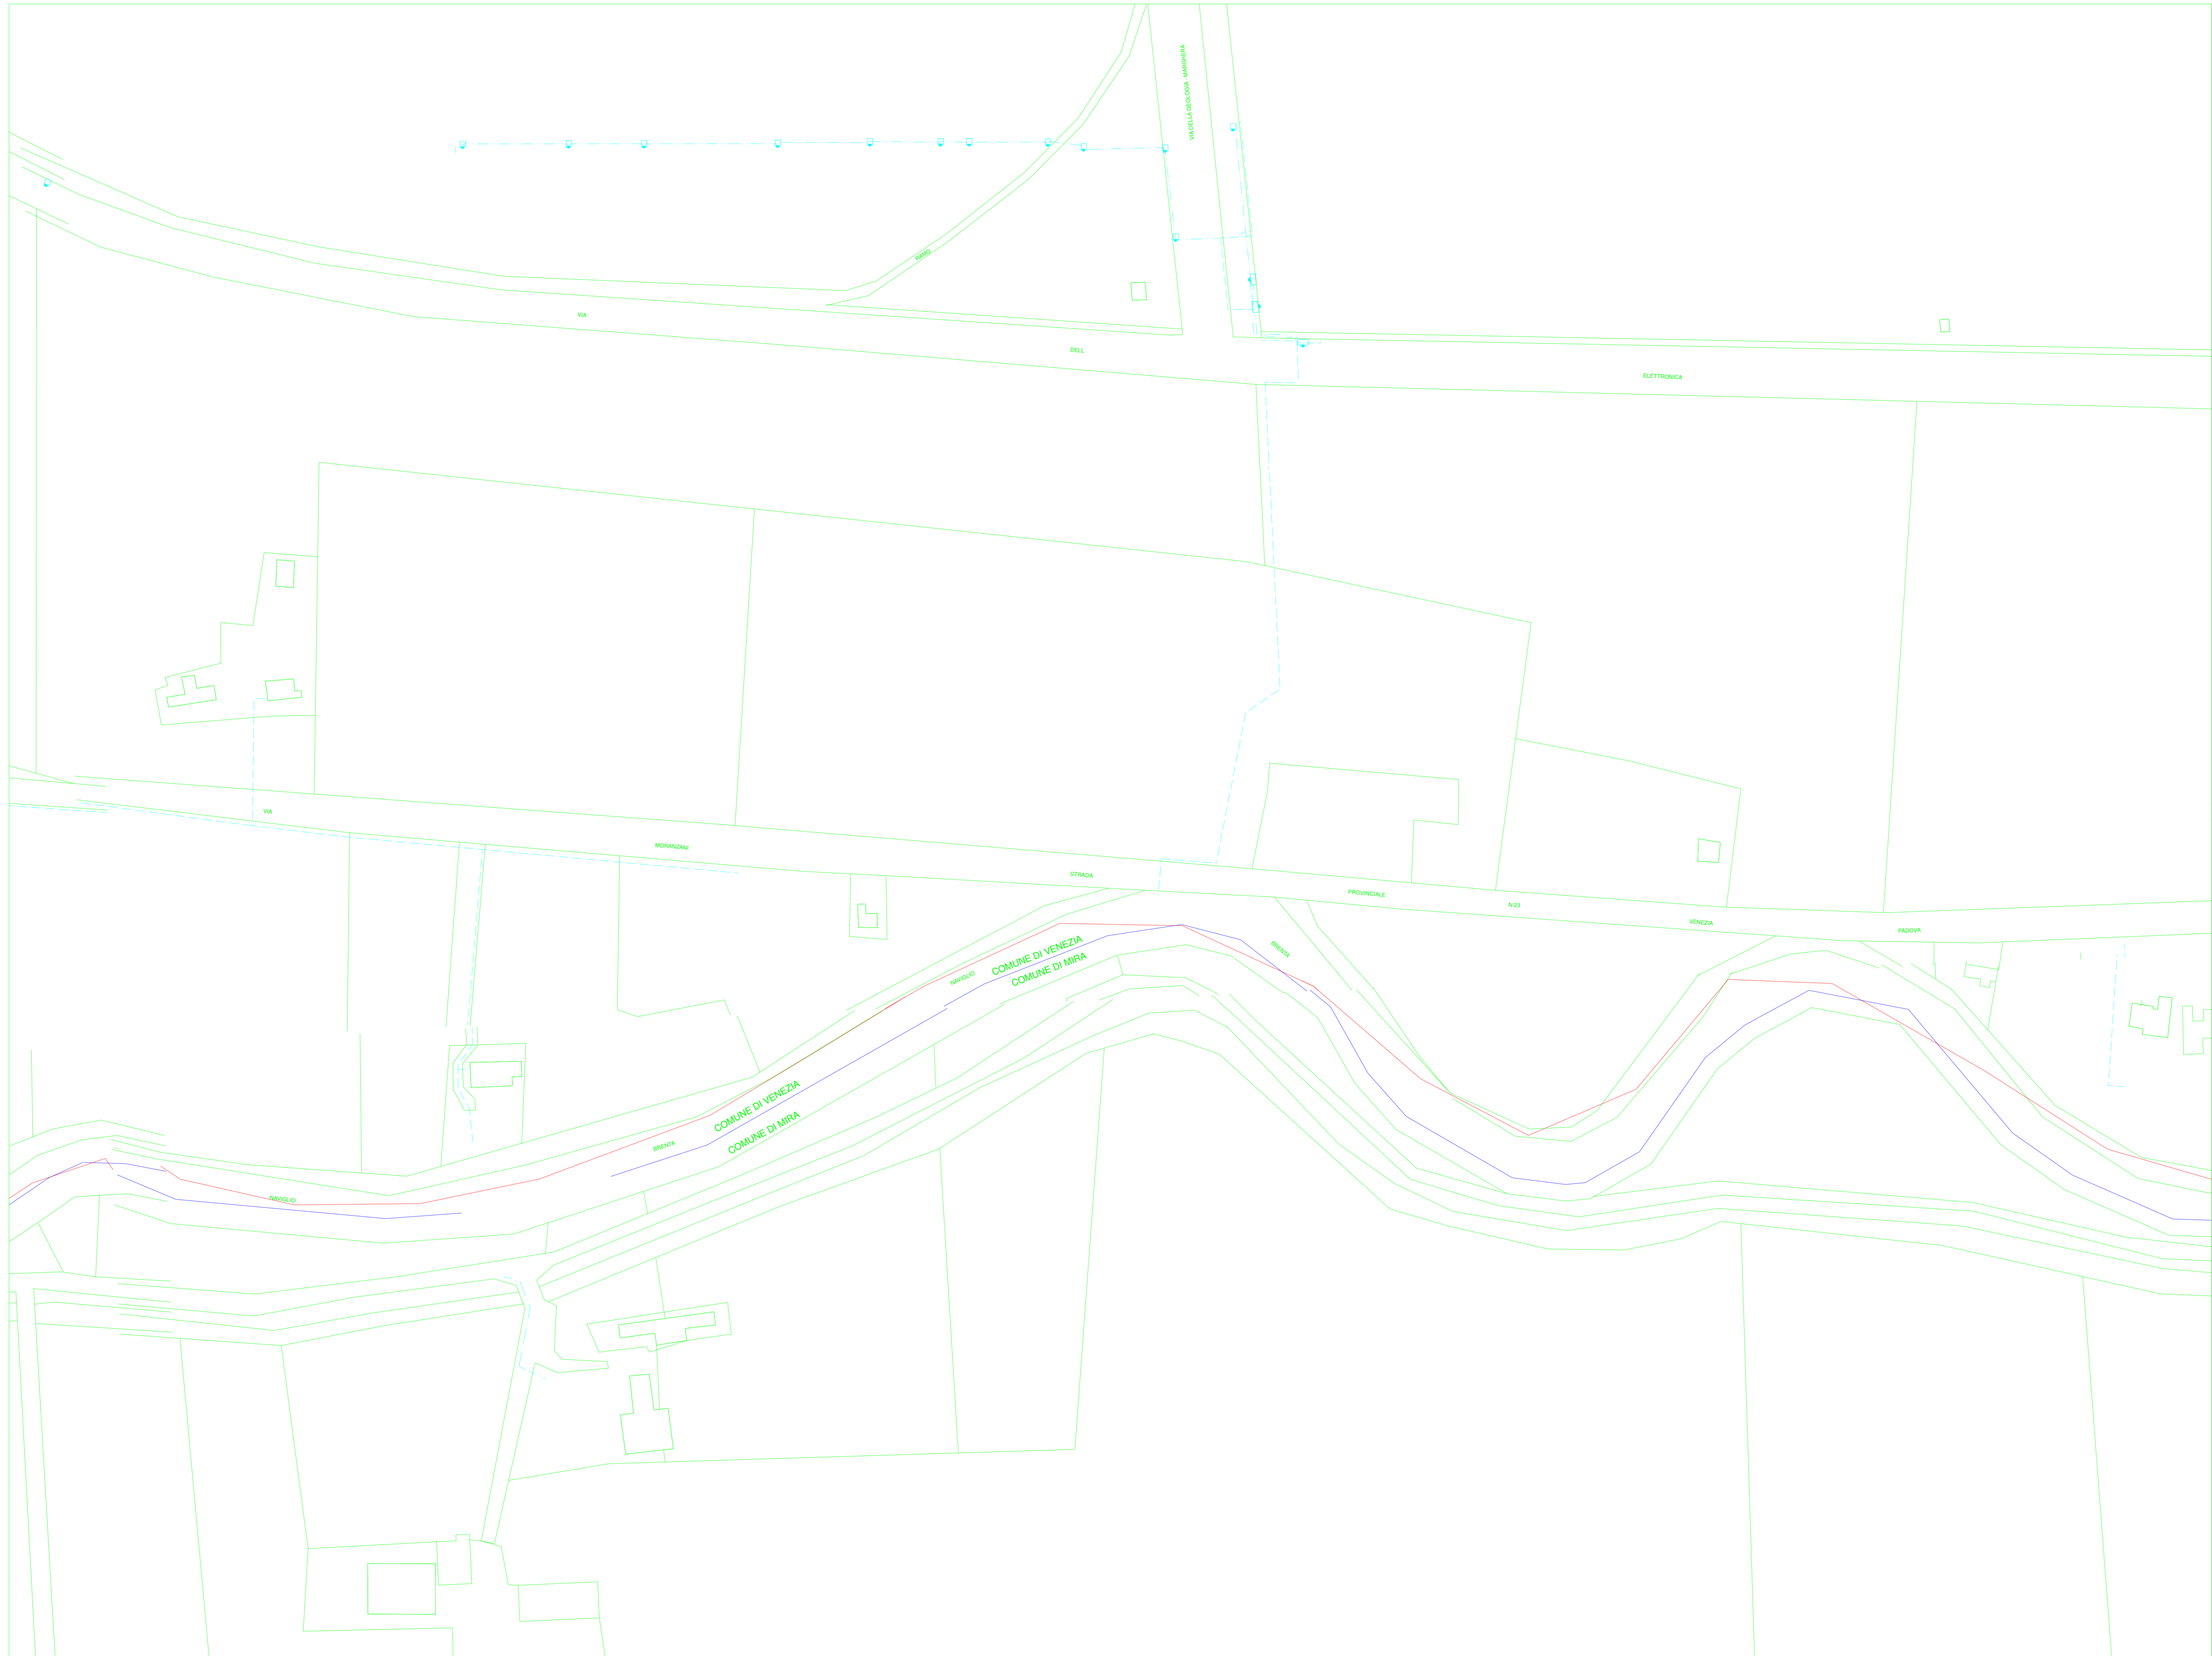 VIA DELLA GEOLOGIA - MARGHERA
RAMO
VIA
DELL
ELETTRONICA
VIA
MORANZANI
STRADA
PROVINCIALE
N.23
VENEZIA
PADOVA
BRENTA
COMUNE DI VENEZIA
COMUNE DI MIRA
NAVIGLIO
COMUNE DI VENEZIA
COMUNE DI MIRA
BRENTA
NAVIGLIO